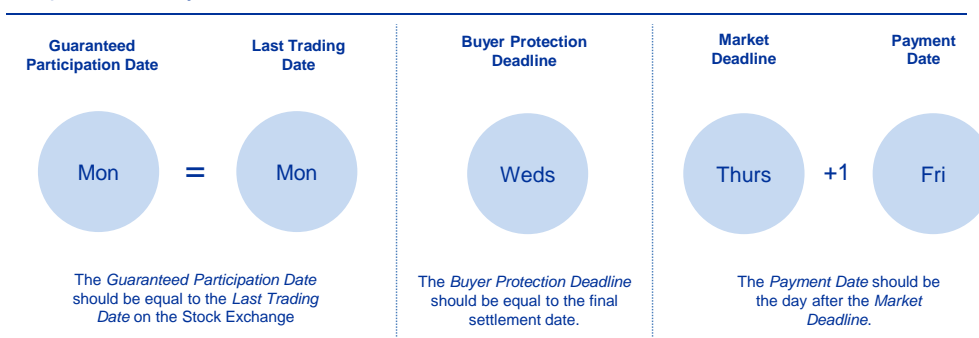 Guaranteed
Participation Date
Last Trading
Date
Buyer Protection
Deadline
Market
Deadline
Payment
Date
Mon
=
Mon
Weds
Thurs
+1
Fri
The Guaranteed Participation Date
should be equal to the Last Trading
Date on the Stock Exchange
The Buyer Protection Deadline
should be equal to the final
settlement date.
The Payment Date should be
the day after the Market
Deadline.